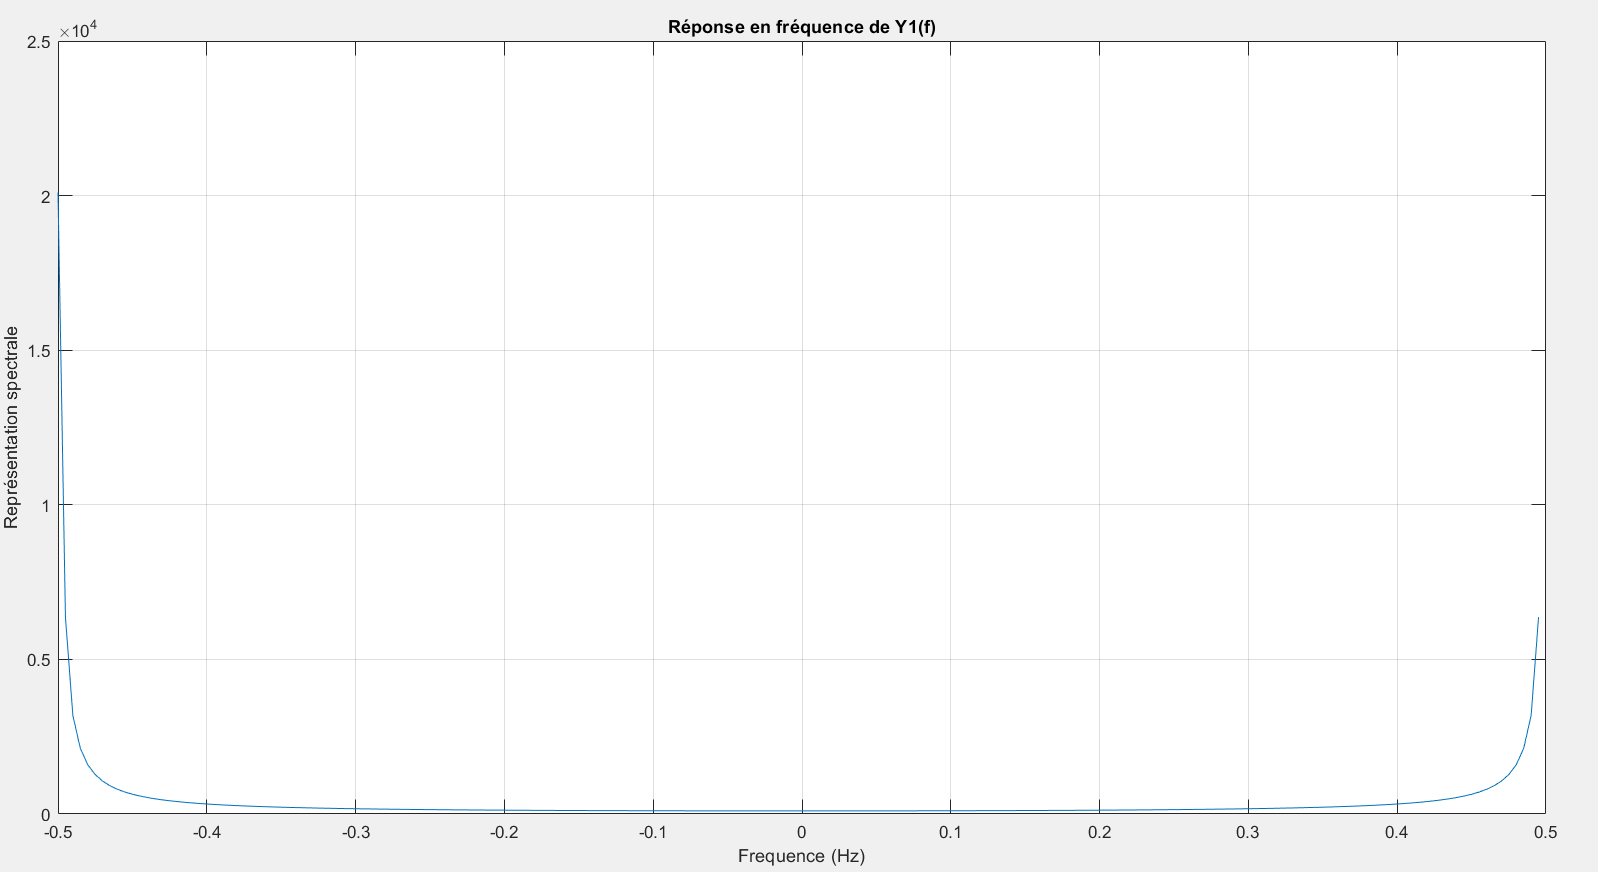 Réponse en fréquence de Y1(f)
×10⁴
2.5
2
1.5
1
0.5
0
Représentation spectrale
-0.5 -0.4 -0.3 -0.2 -0.1 0 0.1 0.2 0.3 0.4 0.5
Frequence (Hz)